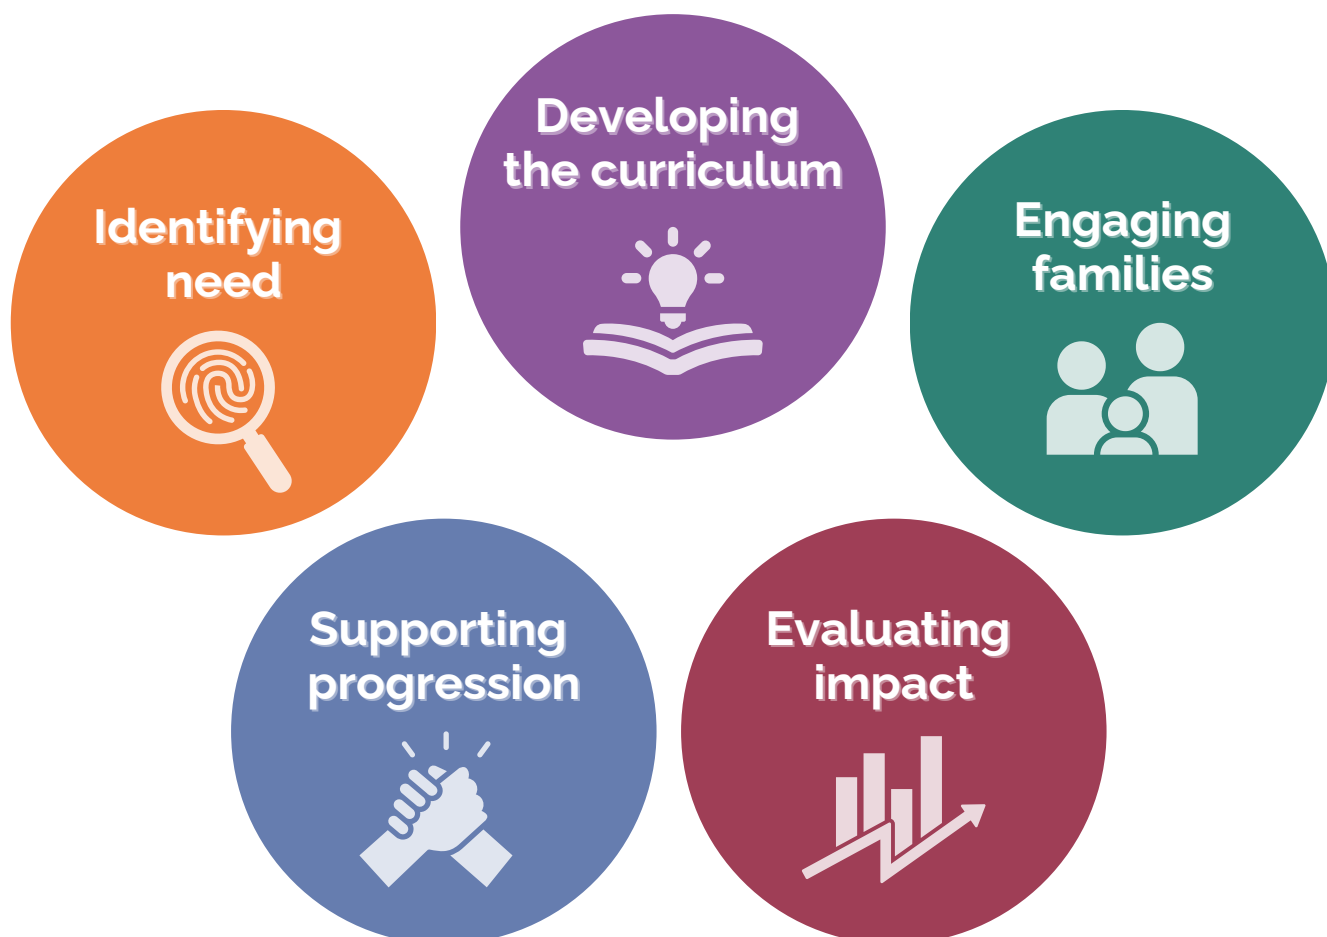 Identifying
need
Developing
the curriculum
Engaging
families
Supporting
progression
Evaluating
impact